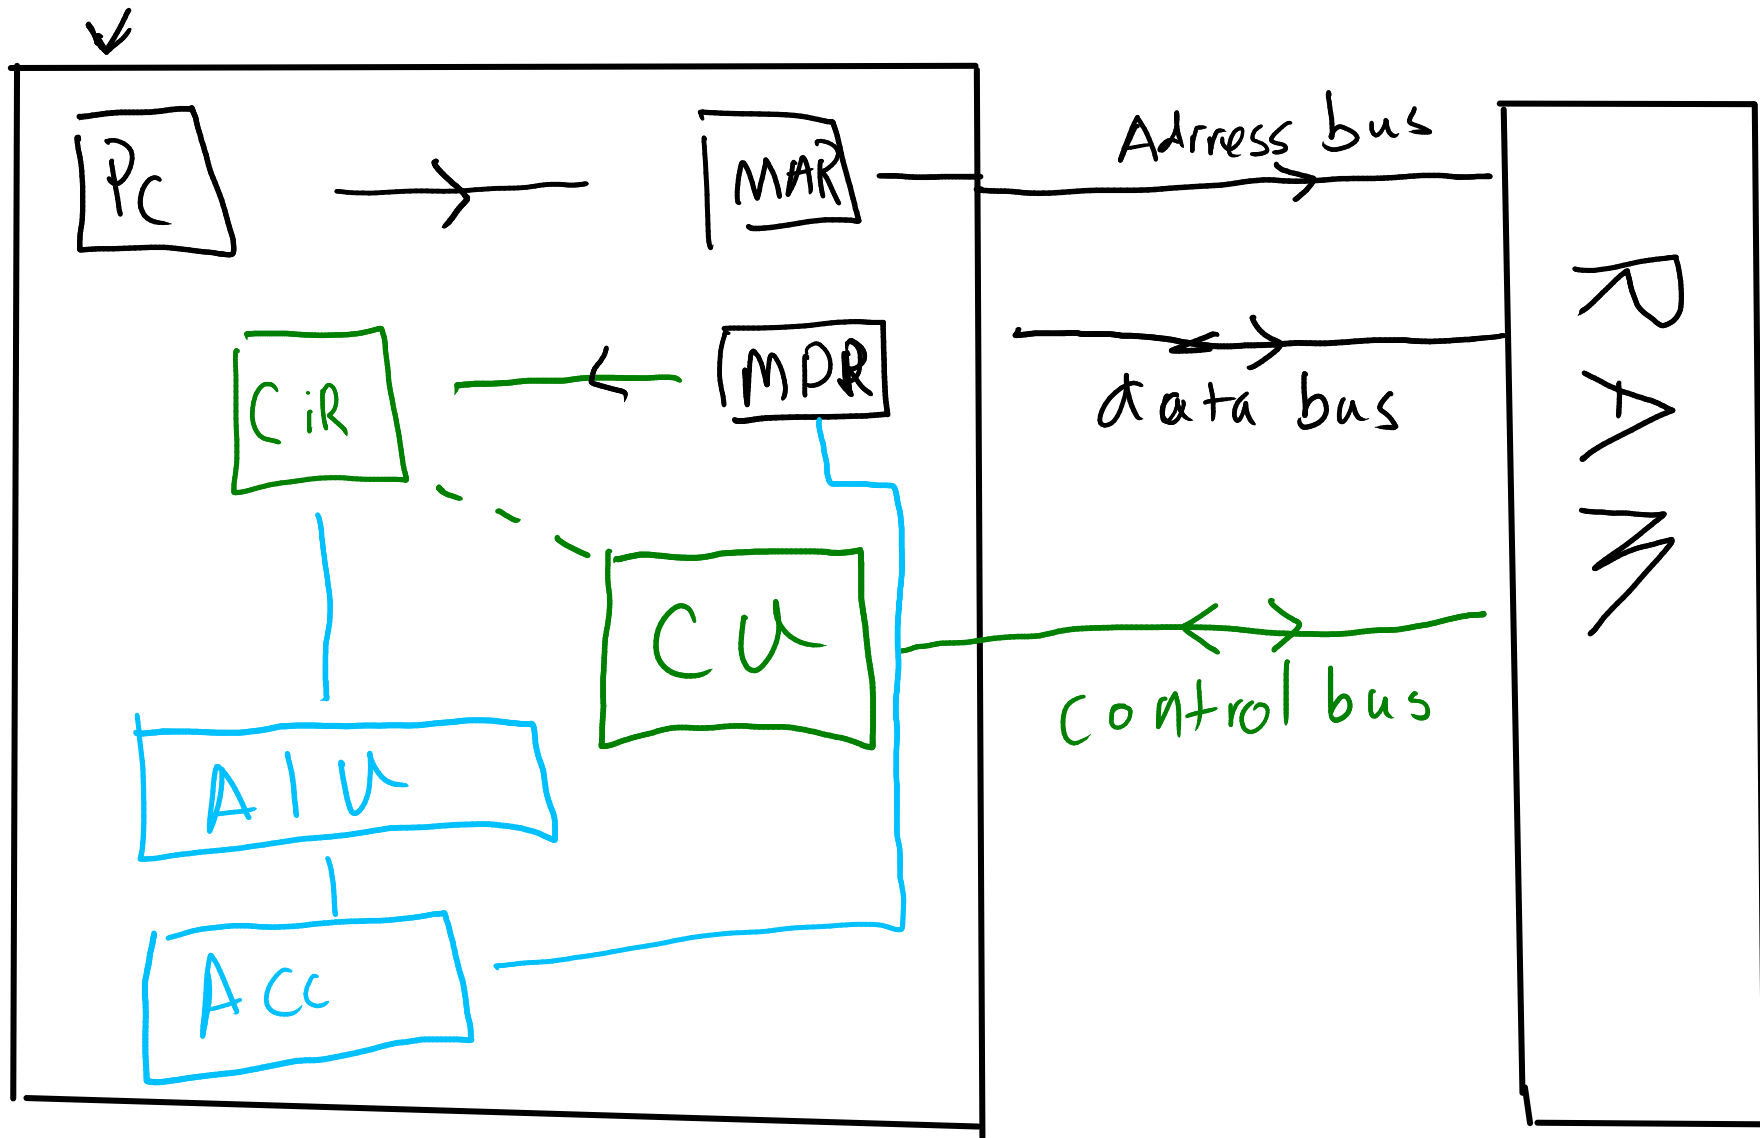 PC
MAR
Adrress bus
RAM
CiR
MDR
data bus
CU
control bus
AlU
Acc